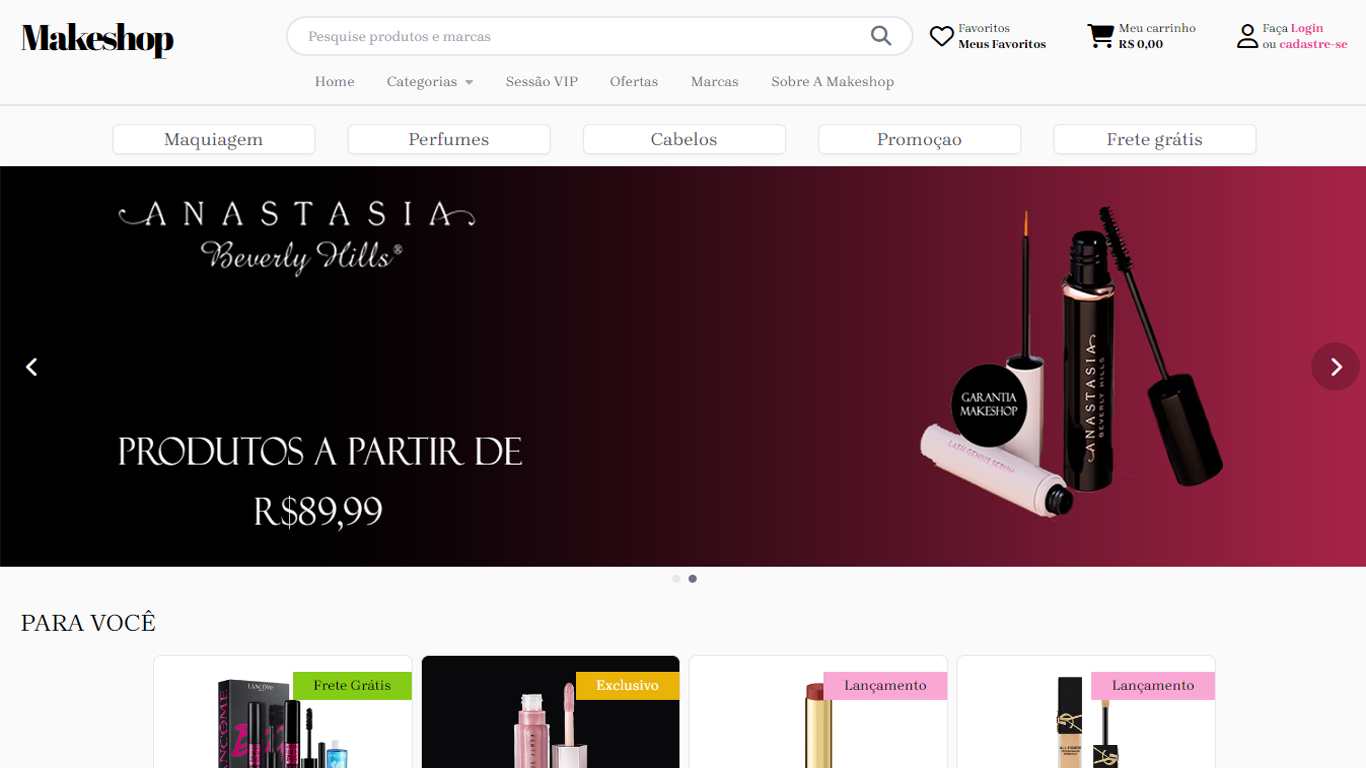 Makeshop
Pesquise produtos e marcas
Favoritos
Meus Favoritos
Meu carrinho
R$ 0,00
Faça Login
ou cadastre-se
Home
Categorias
Sessão VIP
Ofertas
Marcas
Sobre A Makeshop
Maquiagem
Perfumes
Cabelos
Promoçao
Frete grátis
ANASTASIA
Beverly Hills®
PRODUTOS A PARTIR DE
R$89,99
GARANTIA
MAKESHOP
ANASTASIA
BEVERLY HILLS
LASH GENIUS SERUM
PARA VOCÊ
Frete Grátis
LANCÔME
Exclusivo
Lançamento
Lançamento